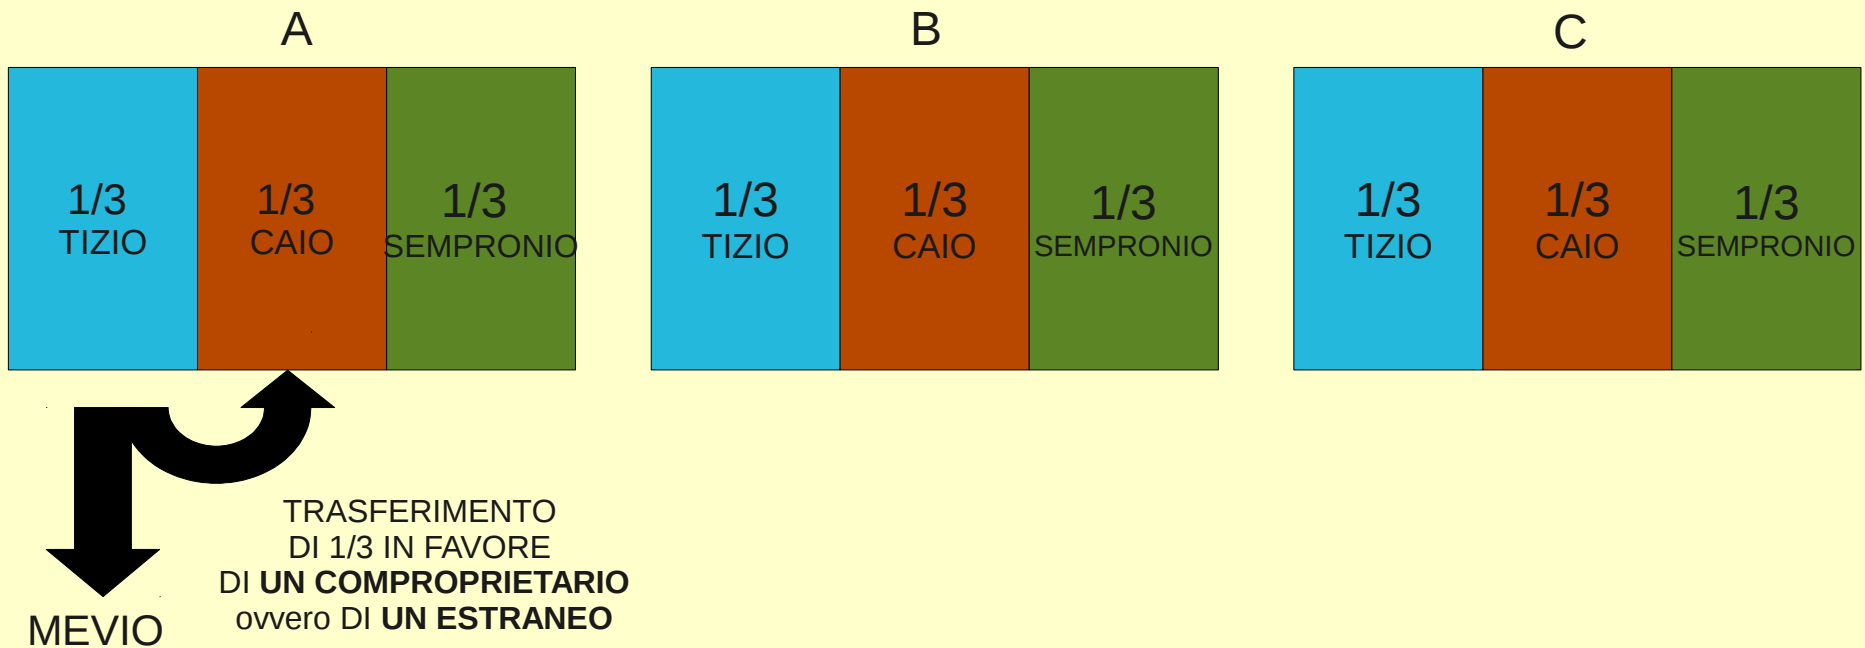 A
B
C
1/3
TIZIO
1/3
CAIO
1/3
SEMPRONIO
1/3
TIZIO
1/3
CAIO
1/3
SEMPRONIO
1/3
TIZIO
1/3
CAIO
1/3
SEMPRONIO
TRASFERIMENTO
DI 1/3 IN FAVORE
DI UN COMPROPRIETARIO
ovvero DI UN ESTRANEO
MEVIO